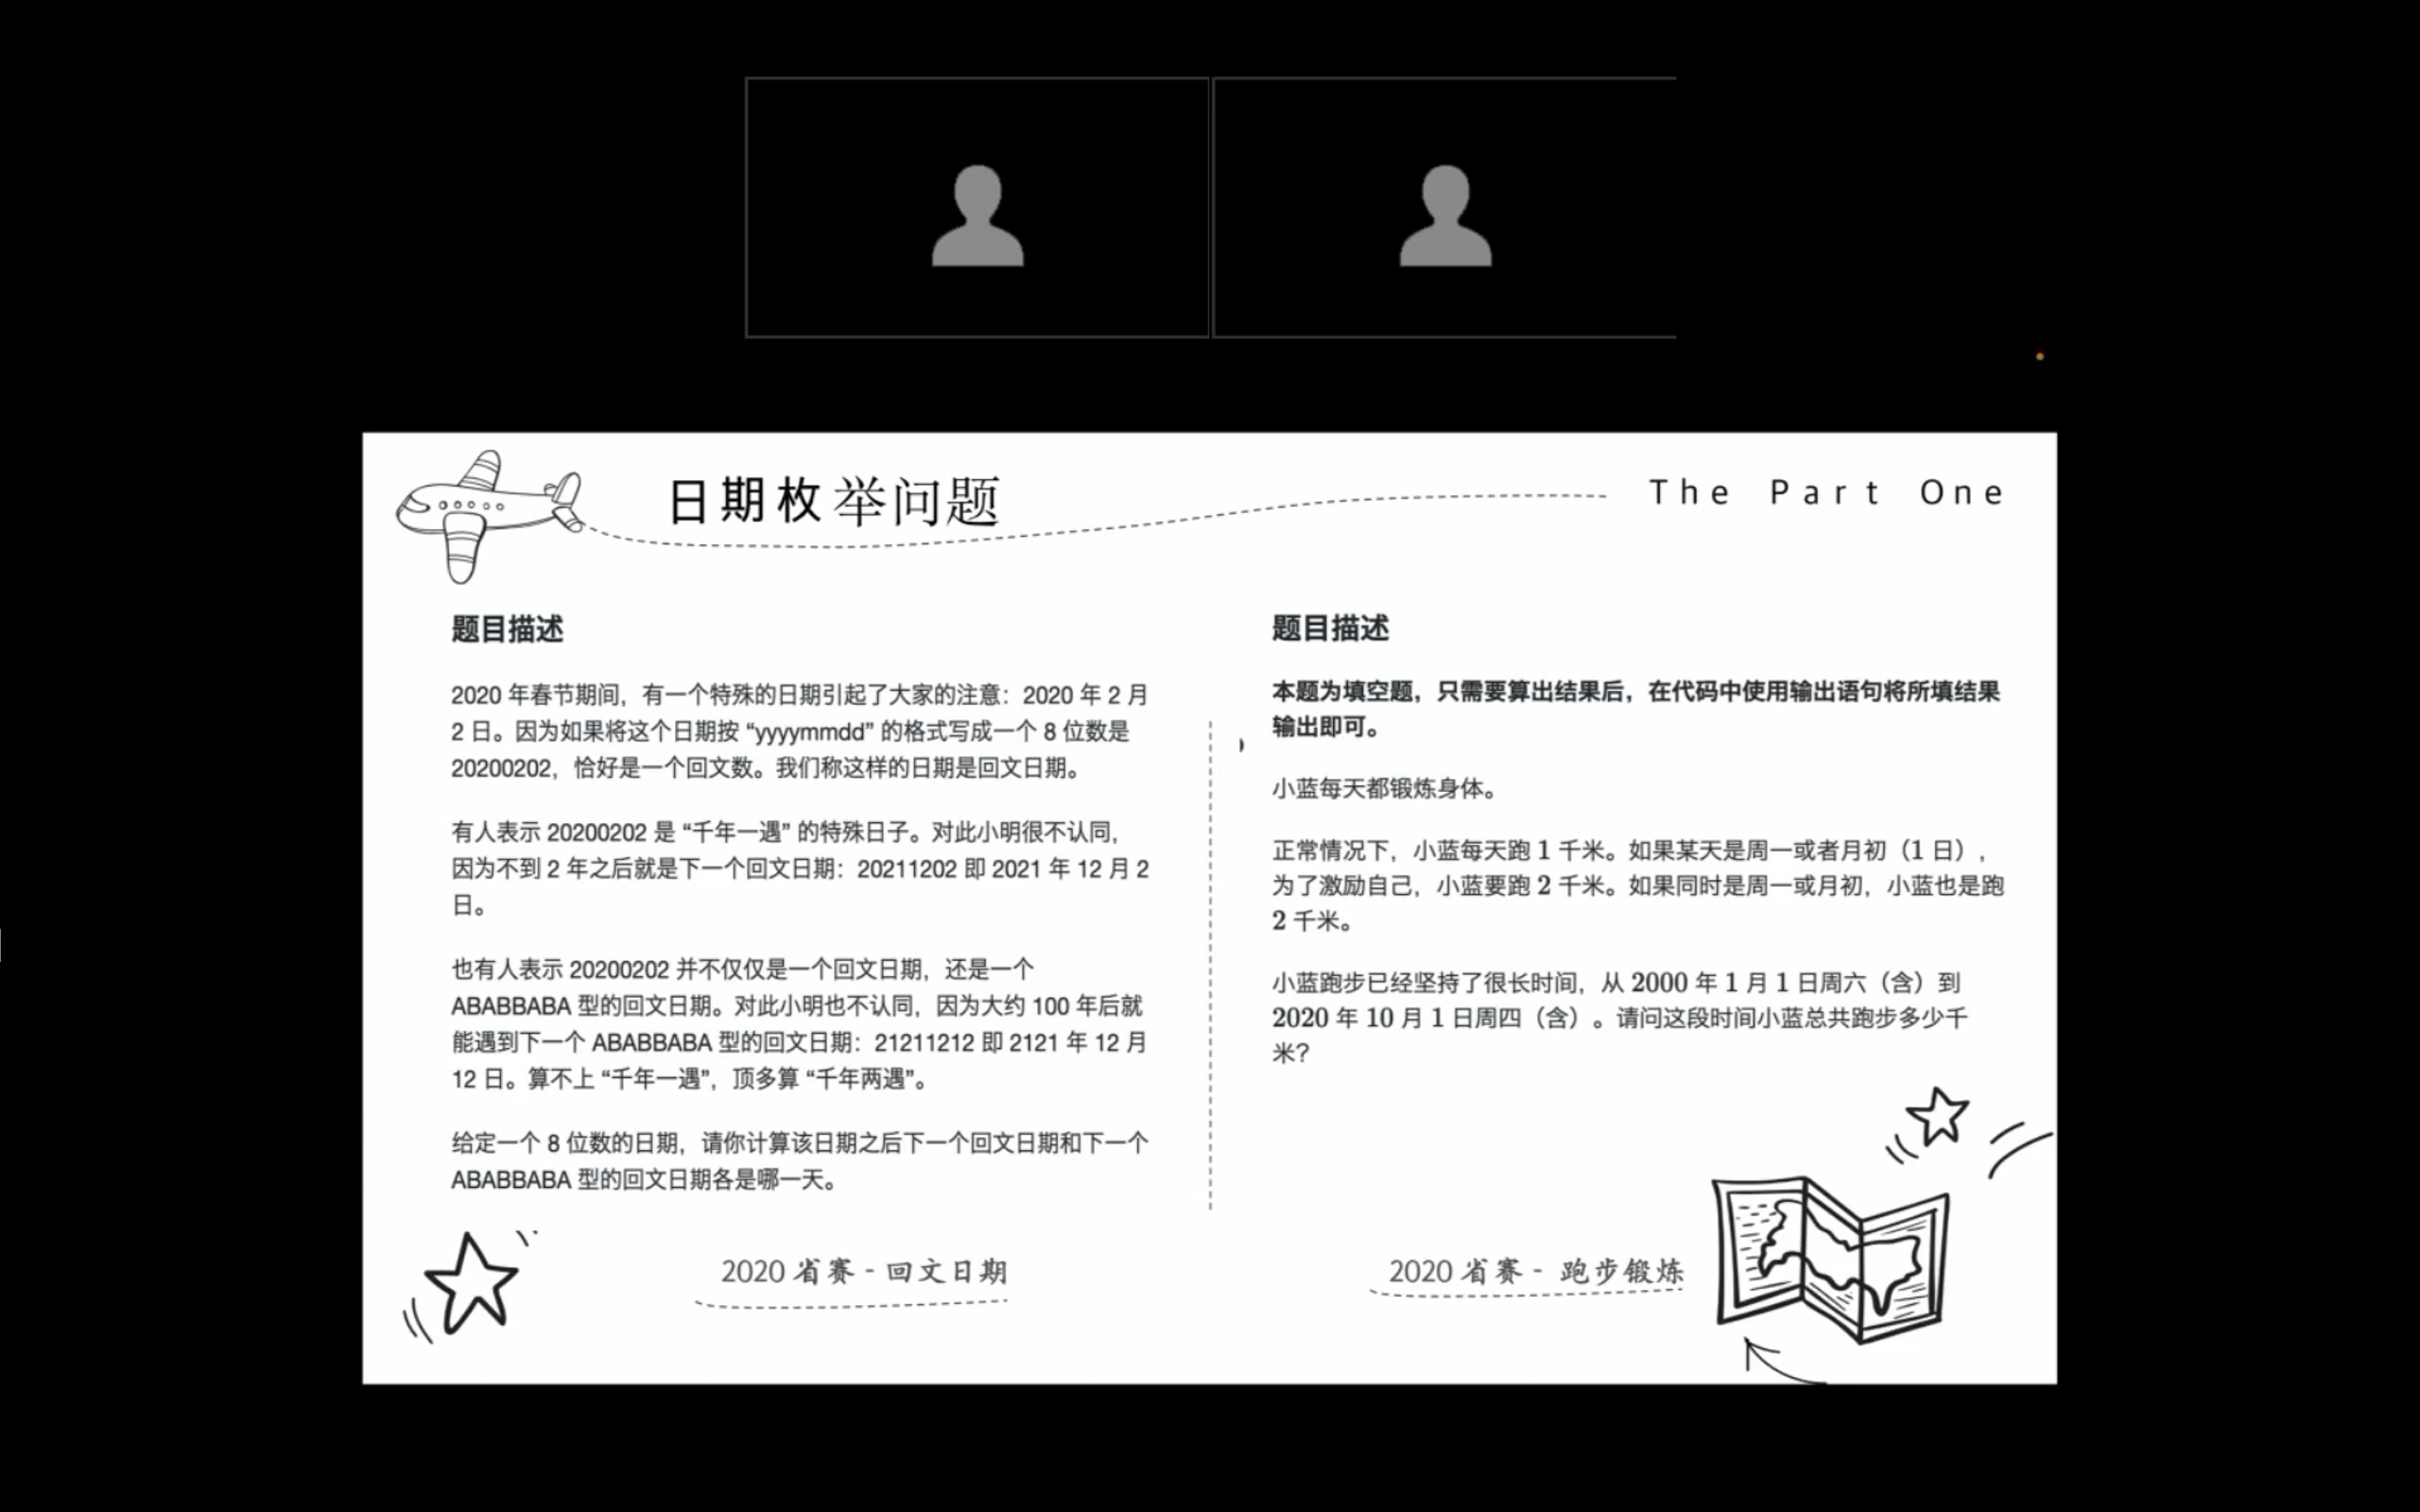 日期枚举问题
The Part One
题目描述
2020 年春节期间，有一个特殊的日期引起了大家的注意：2020 年 2 月
2 日。因为如果将这个日期按 “yyyymmdd” 的格式写成一个 8 位数是
20200202，恰好是一个回文数。我们称这样的日期是回文日期。
有人表示 20200202 是 “千年一遇” 的特殊日子。对此小明很不认同，
因为不到 2 年之后就是下一个回文日期：20211202 即 2021 年 12 月 2
日。
也有人表示 20200202 并不仅仅是一个回文日期，还是一个
ABABBABA 型的回文日期。对此小明也不认同，因为大约 100 年后就
能遇到下一个 ABABBABA 型的回文日期：21211212 即 2121 年 12 月
12 日。算不上 “千年一遇”，顶多算 “千年两遇”。
给定一个 8 位数的日期，请你计算该日期之后下一个回文日期和下一个
ABABBABA 型的回文日期各是哪一天。
2020 省赛 - 回文日期
题目描述
本题为填空题，只需要算出结果后，在代码中使用输出语句将所填结果
输出即可。
小蓝每天都锻炼身体。
正常情况下，小蓝每天跑 1 千米。如果某天是周一或者月初（1 日），
为了激励自己，小蓝要跑 2 千米。如果同时是周一或月初，小蓝也是跑
2 千米。
小蓝跑步已经坚持了很长时间，从 2000 年 1 月 1 日周六（含）到
2020 年 10 月 1 日周四（含）。请问这段时间小蓝总共跑步多少千
米？
2020 省赛 - 跑步锻炼